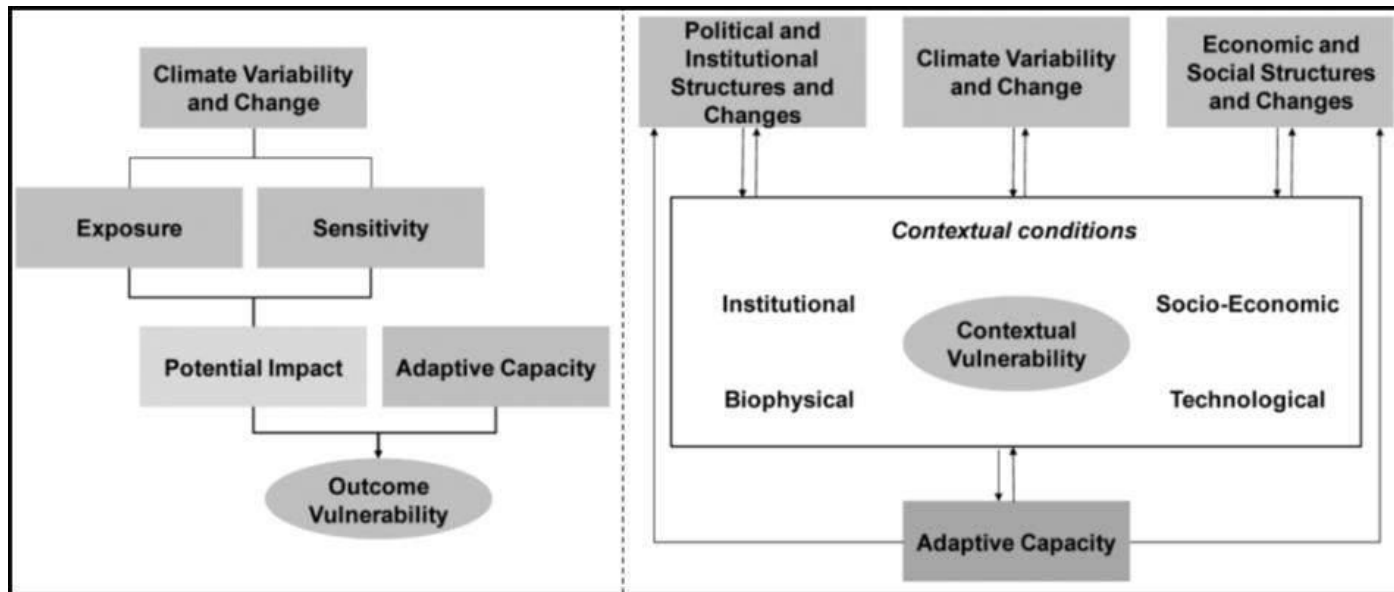 Climate Variability
and Change
Exposure
Sensitivity
Potential Impact
Adaptive Capacity
Outcome
Vulnerability
Political and
Institutional
Structures and
Changes
Climate Variability
and Change
Economic and
Social Structures
and Changes
Contextual conditions
Institutional
Socio-Economic
Contextual
Vulnerability
Biophysical
Technological
Adaptive Capacity